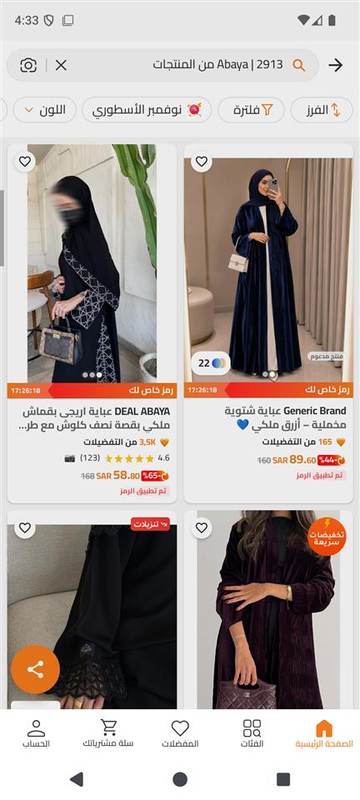 4:33
Abaya | 2913 من المنتجات
الفرز
فلترة
نوفمبر الأسطوري
اللون
22
منتج مدعوم
رمز خاص لك
17:26:18
Generic Brand عباية شتوية
مخملية – أزرق ملكي
165 من التفضيلات
%44-
89.60 SAR
160
تم تطبيق الرمز
رمز خاص لك
17:26:18
DEAL ABAYA عباية اريجى بقماش
ملكي بقصة نصف كلوش مع طر...
3,5K من التفضيلات
4.6
(123)
%65-
58.80 SAR
168
تم تطبيق الرمز
تخفيضات
سريعة
تنزيلات
الصفحة الرئيسية
الفئات
المفضلات
سلة مشترياتك
الحساب